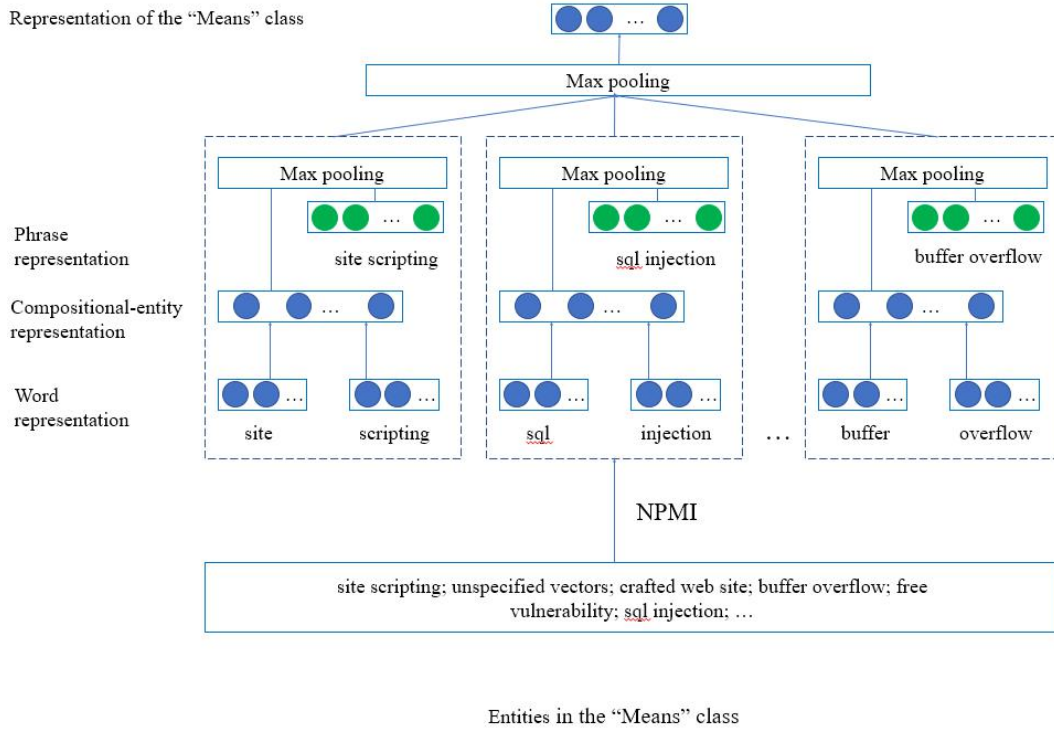 Representation of the “Means” class
...
Max pooling
Max pooling
Max pooling
Max pooling
...
...
...
Phrase
representation
site scripting
sql injection
buffer overflow
Compositional-entity
representation
...
...
...
Word
representation
...
...
...
...
...
...
site
scripting
sql
injection
...
buffer
overflow
NPMI
site scripting; unspecified vectors; crafted web site; buffer overflow; free
vulnerability; sql injection; ...
Entities in the “Means” class